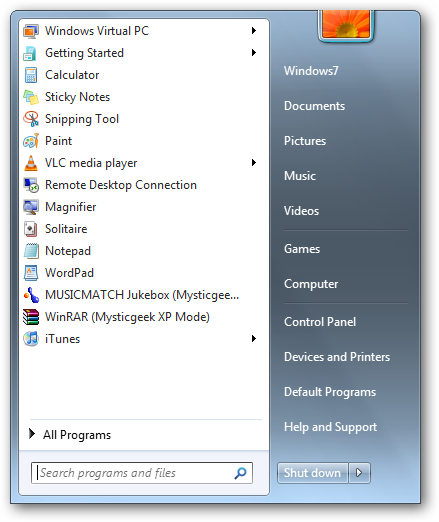 Windows Virtual PC
Getting Started
Calculator
Sticky Notes
Snipping Tool
Paint
VLC media player
Remote Desktop Connection
Magnifier
Solitaire
Notepad
WordPad
MUSICMATCH Jukebox (Mysticgee...
WinRAR (Mysticgeek XP Mode)
iTunes
All Programs
Search programs and files
Windows7
Documents
Pictures
Music
Videos
Games
Computer
Control Panel
Devices and Printers
Default Programs
Help and Support
Shut down